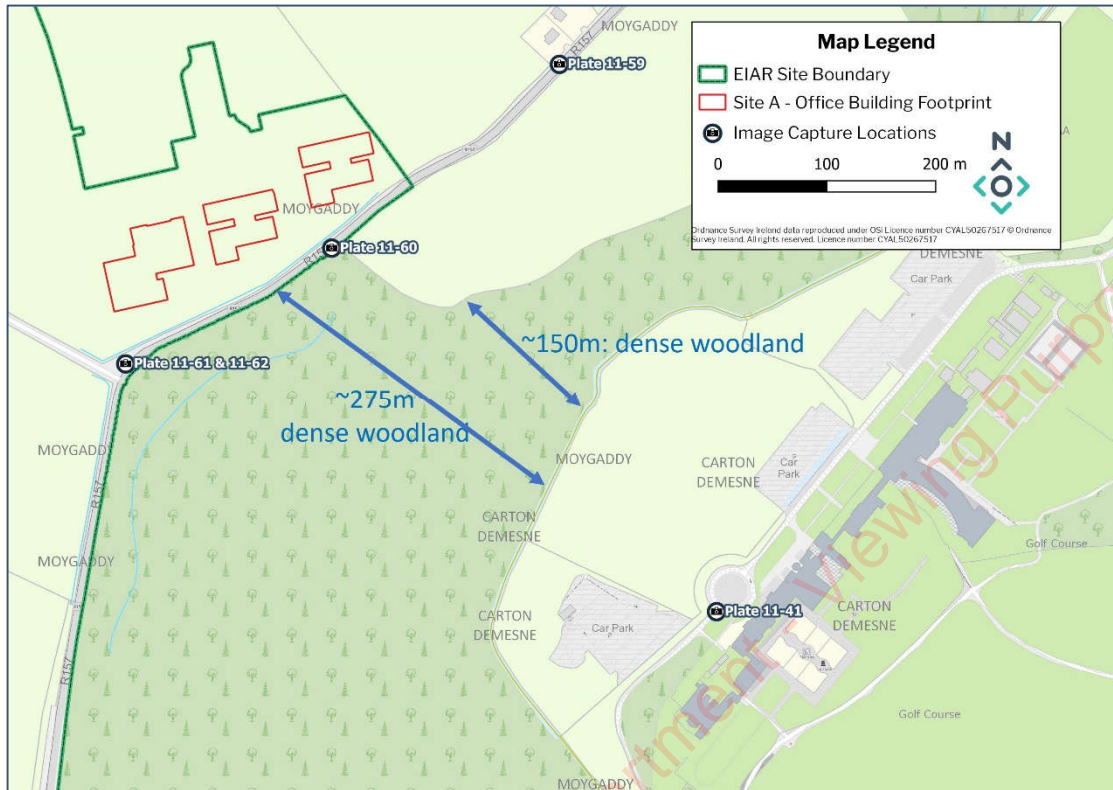 MOYGADDY
R157
Plate 11-59
Map Legend
EIAR Site Boundary
Site A - Office Building Footprint
Image Capture Locations
0 100 200 m
N
Ordnance Survey Ireland data reproduced under OSi Licence number CYAL50267517 © Ordnance
Survey Ireland. All rights reserved. Licence number CYAL50267517
MOYGADDY
Plate 11-60
DEMESNE
Car Park
~150m: dense woodland
Plate 11-61 & 11-62
~275m
dense woodland
MOYGADDY
MOYGADDY
CARTON
DEMESNE
Car
Park
R157
CARTON
DEMESNE
Golf Course
MOYGADDY
CARTON
DEMESNE
Car Park
Plate 11-41
CARTON
DEMESNE
R157
Golf Course
MOYGADDY
Viewing Purpo